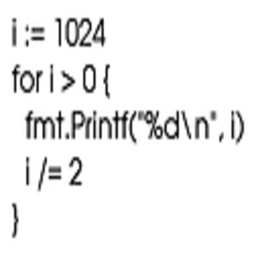 i := 1024
for i > 0 {
fmt.Printf("%d\n", i)
i /= 2
}